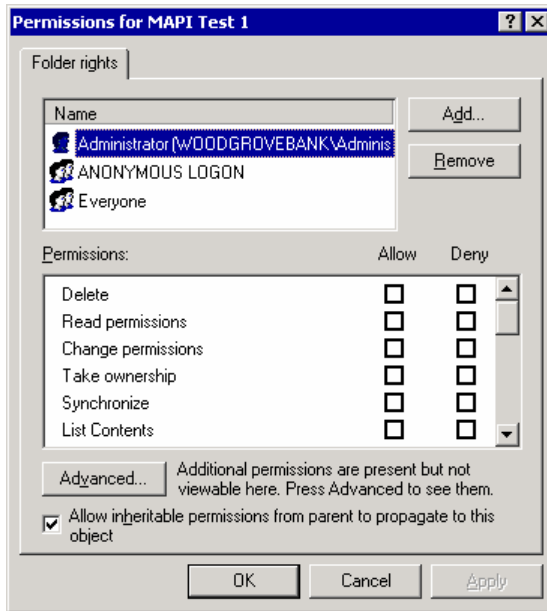 Permissions for MAPI Test 1
Folder rights
Name
Administrator (WOODGROVEBANK\Adminis
ANONYMOUS LOGON
Everyone
Add...
Remove
Permissions: Allow Deny
Delete
Read permissions
Change permissions
Take ownership
Synchronize
List Contents
Advanced...
Additional permissions are present but not
viewable here. Press Advanced to see them.
Allow inheritable permissions from parent to propagate to this
object
OK Cancel Apply